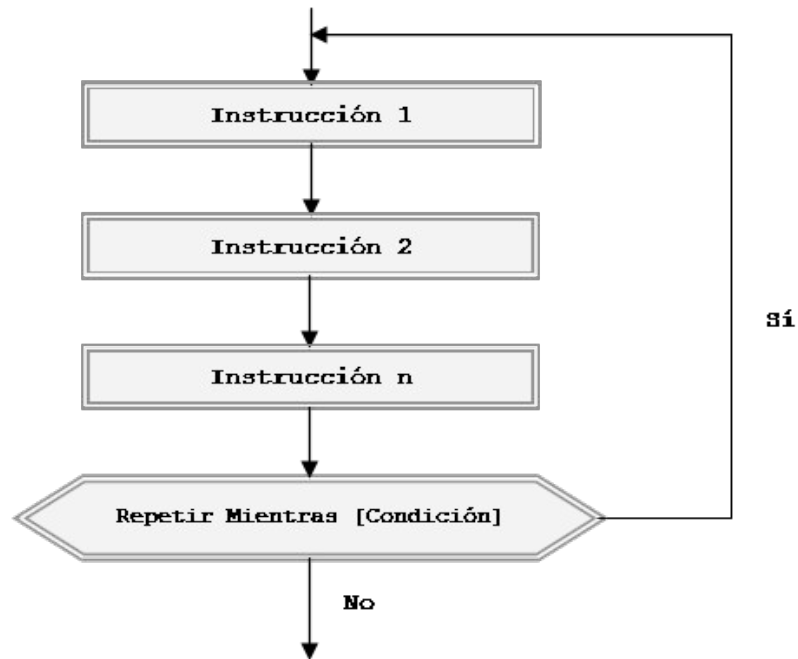 Instrucción 1
Instrucción 2
Instrucción n
Sí
Repetir Mientras [Condición]
No